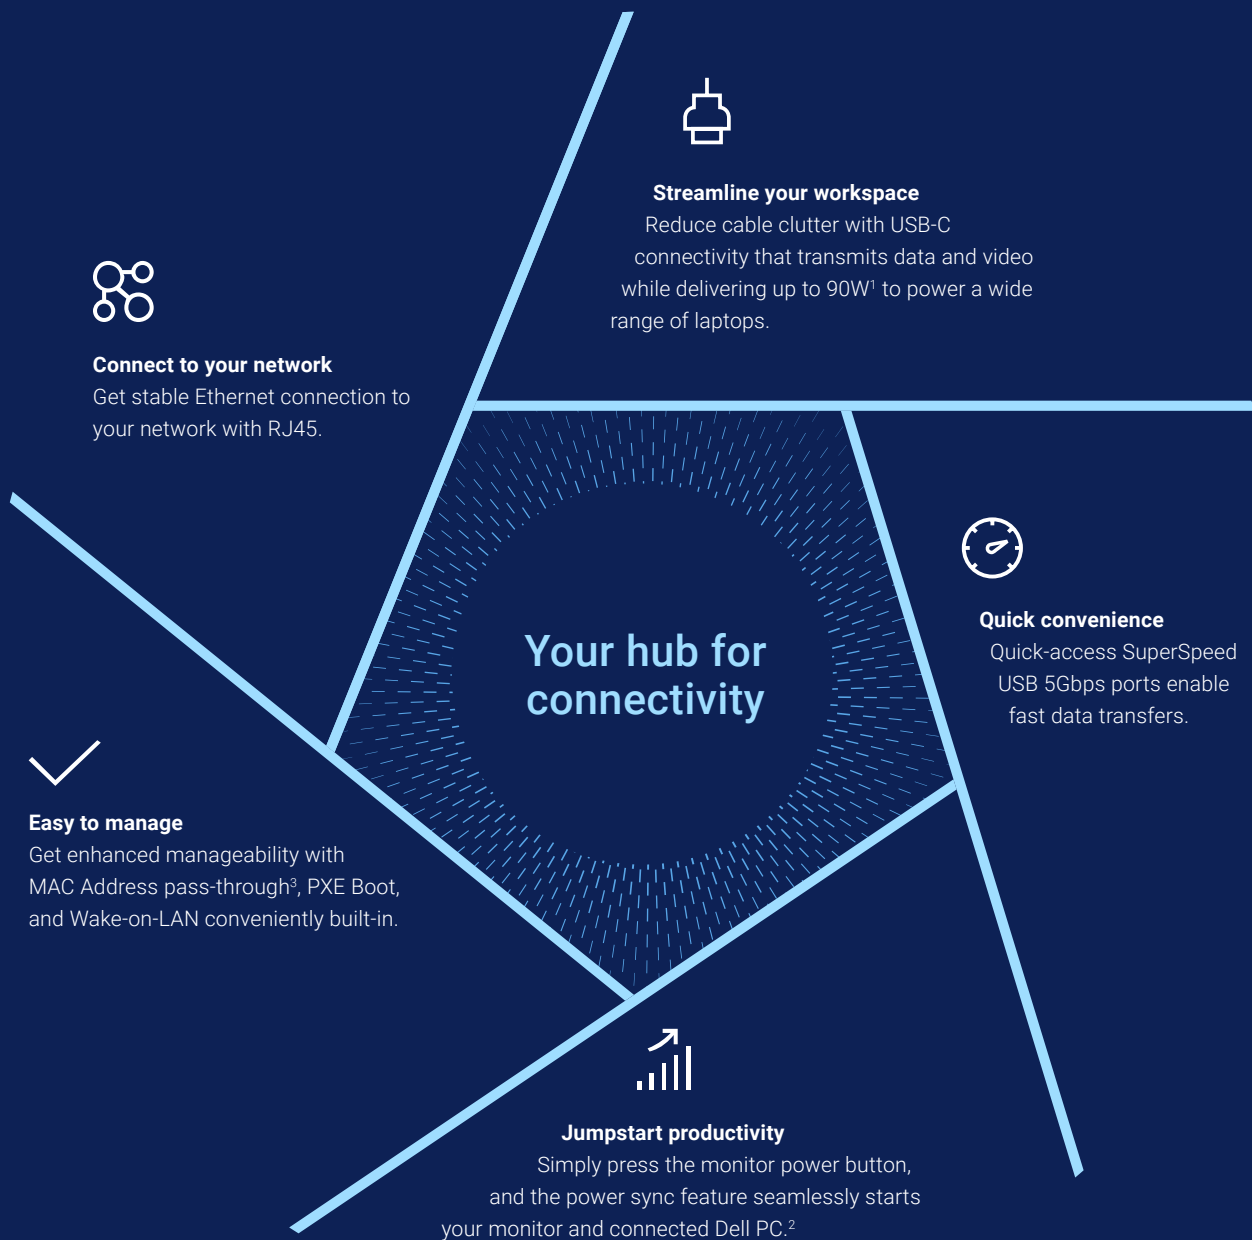 Streamline your workspace
Reduce cable clutter with USB-C
connectivity that transmits data and video
while delivering up to 90W¹ to power a wide
range of laptops.
Connect to your network
Get stable Ethernet connection to
your network with RJ45.
Your hub for
connectivity
Quick convenience
Quick-access SuperSpeed
USB 5Gbps ports enable
fast data transfers.
Easy to manage
Get enhanced manageability with
MAC Address pass-through³, PXE Boot,
and Wake-on-LAN conveniently built-in.
Jumpstart productivity
Simply press the monitor power button,
and the power sync feature seamlessly starts
your monitor and connected Dell PC.²